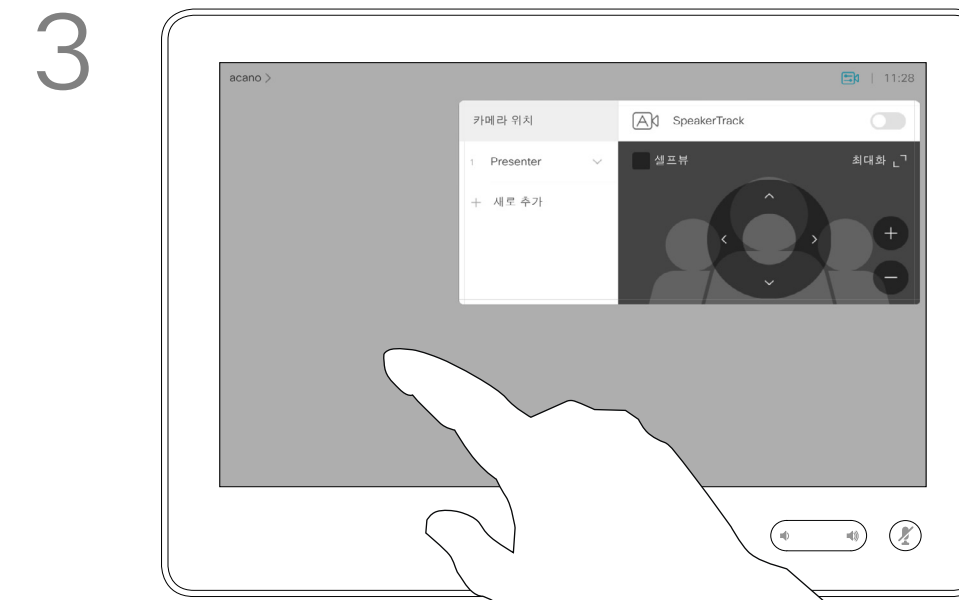 3
acano >
11:28
카메라 위치
SpeakerTrack
1 Presenter
셀프뷰
최대화
+ 새로 추가